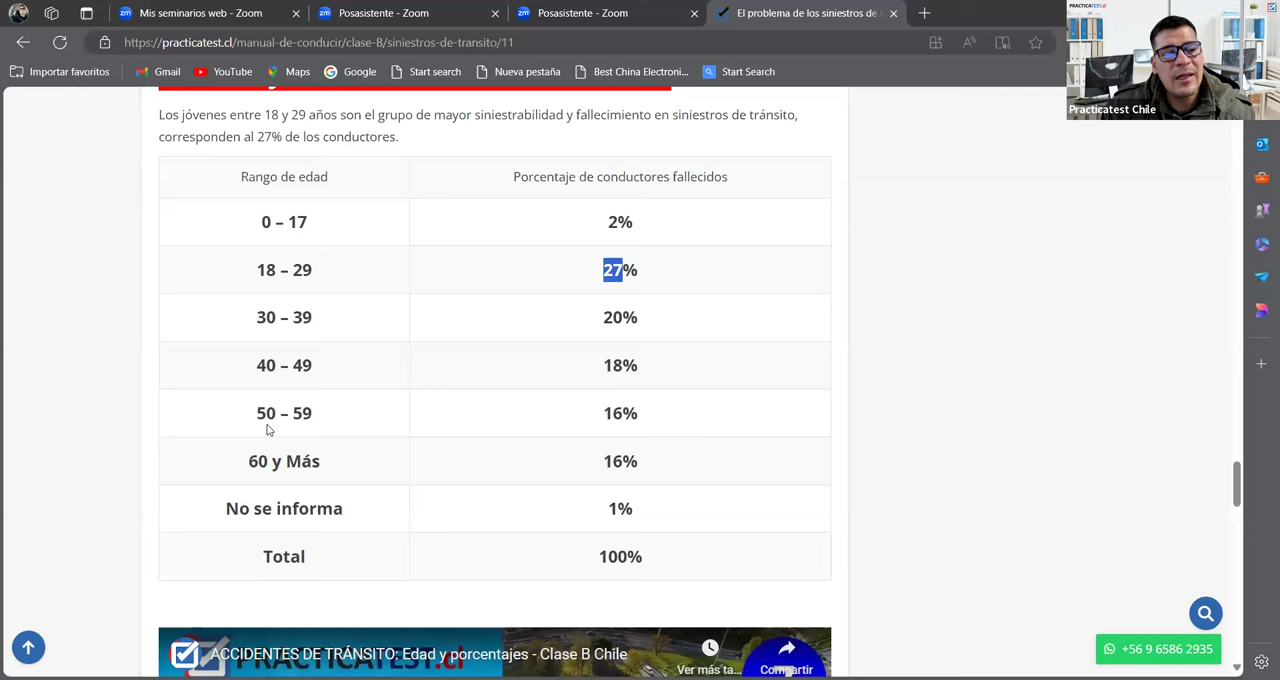 Mis seminarios web - Zoom
Posasistente - Zoom
Posasistente - Zoom
El problema de los siniestros de
https://practicatest.cl/manual-de-conducir/clase-B/siniestros-de-transito/11
Importar favoritos
Gmail
YouTube
Maps
Google
Start search
Nueva pestaña
Best China Electroni...
Start Search
PRACTICATEST.cl
Practicatest Chile
Los jóvenes entre 18 y 29 años son el grupo de mayor siniestrabilidad y fallecimiento en siniestros de tránsito,
corresponden al 27% de los conductores.
Rango de edad Porcentaje de conductores fallecidos
0 – 17 2%
18 – 29 27%
30 – 39 20%
40 – 49 18%
50 – 59 16%
60 y Más 16%
No se informa 1%
Total 100%
ACCIDENTES DE TRÁNSITO: Edad y porcentajes - Clase B Chile
PRACTICATEST.cl
Ver más ta...
Compartir
+56 9 6586 2935